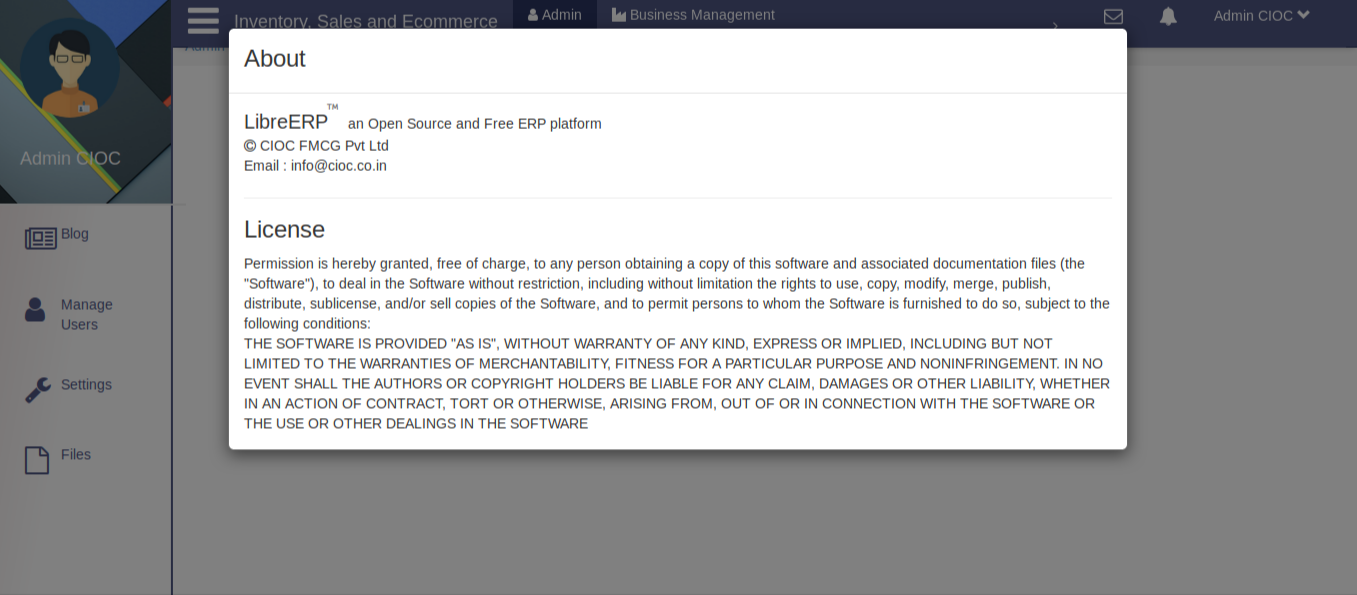 Inventory, Sales and Ecommerce
Admin
Business Management
Admin CIOC
Admin CIOC
Blog
Manage
Users
Settings
Files
About
LibreERP™ an Open Source and Free ERP platform
© CIOC FMCG Pvt Ltd
Email : info@cioc.co.in
License
Permission is hereby granted, free of charge, to any person obtaining a copy of this software and associated documentation files (the
"Software"), to deal in the Software without restriction, including without limitation the rights to use, copy, modify, merge, publish,
distribute, sublicense, and/or sell copies of the Software, and to permit persons to whom the Software is furnished to do so, subject to the
following conditions:
THE SOFTWARE IS PROVIDED "AS IS", WITHOUT WARRANTY OF ANY KIND, EXPRESS OR IMPLIED, INCLUDING BUT NOT
LIMITED TO THE WARRANTIES OF MERCHANTABILITY, FITNESS FOR A PARTICULAR PURPOSE AND NONINFRINGEMENT. IN NO
EVENT SHALL THE AUTHORS OR COPYRIGHT HOLDERS BE LIABLE FOR ANY CLAIM, DAMAGES OR OTHER LIABILITY, WHETHER
IN AN ACTION OF CONTRACT, TORT OR OTHERWISE, ARISING FROM, OUT OF OR IN CONNECTION WITH THE SOFTWARE OR
THE USE OR OTHER DEALINGS IN THE SOFTWARE